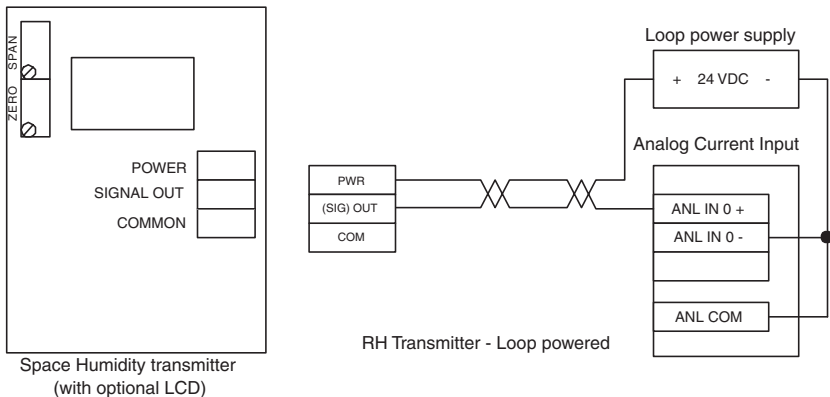 SPAN
ZERO
POWER
SIGNAL OUT
COMMON
Space Humidity transmitter
(with optional LCD)
PWR
(SIG) OUT
COM
RH Transmitter - Loop powered
Loop power supply
+ 24 VDC -
Analog Current Input
ANL IN 0 +
ANL IN 0 -
ANL COM